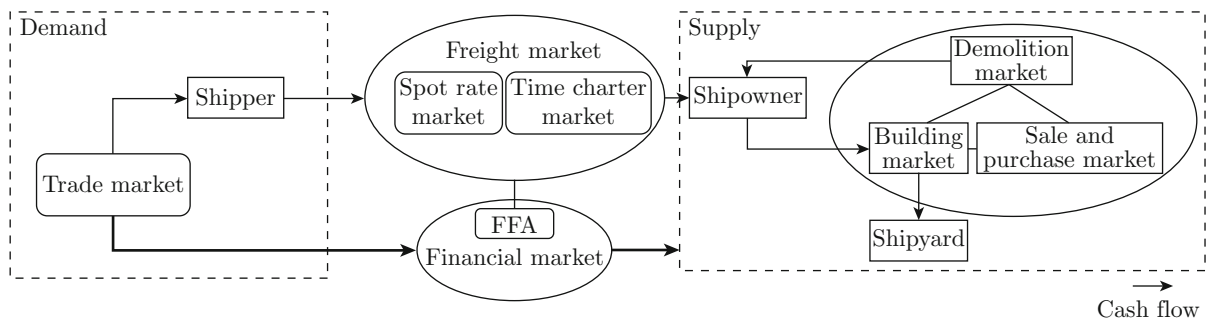 Demand
Trade market
Shipper
Freight market
Spot rate
market
Time charter
market
FFA
Financial market
Supply
Shipowner
Demolition
market
Building
market
Sale and
purchase market
Shipyard
Cash flow